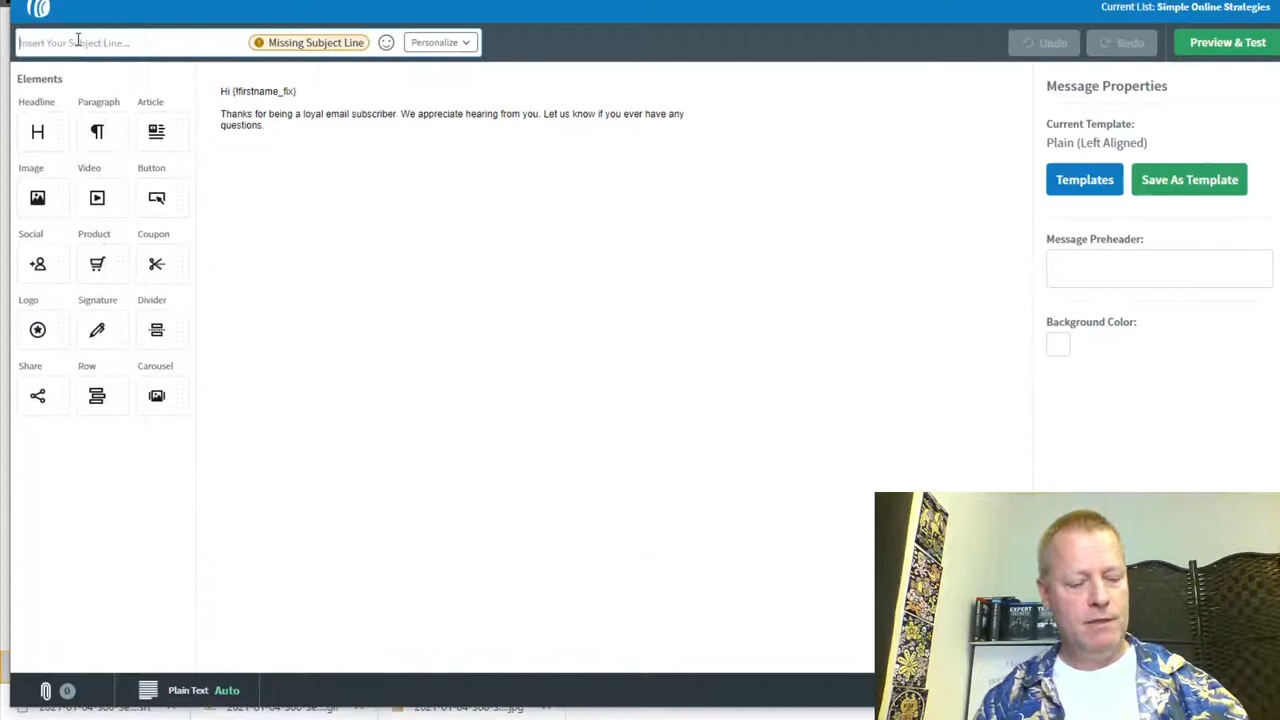 Current List: Simple Online Strategies
Insert Your Subject Line...
Missing Subject Line
Personalize
Undo
Redo
Preview & Test
Elements
Headline
Paragraph
Article
Image
Video
Button
Social
Product
Coupon
Logo
Signature
Divider
Share
Row
Carousel
Hi {!firstname_fix}
Thanks for being a loyal email subscriber. We appreciate hearing from you. Let us know if you ever have any
questions.
Message Properties
Current Template:
Plain (Left Aligned)
Templates
Save As Template
Message Preheader:
Background Color:
0
Plain Text Auto
EXPERT
SECRETS